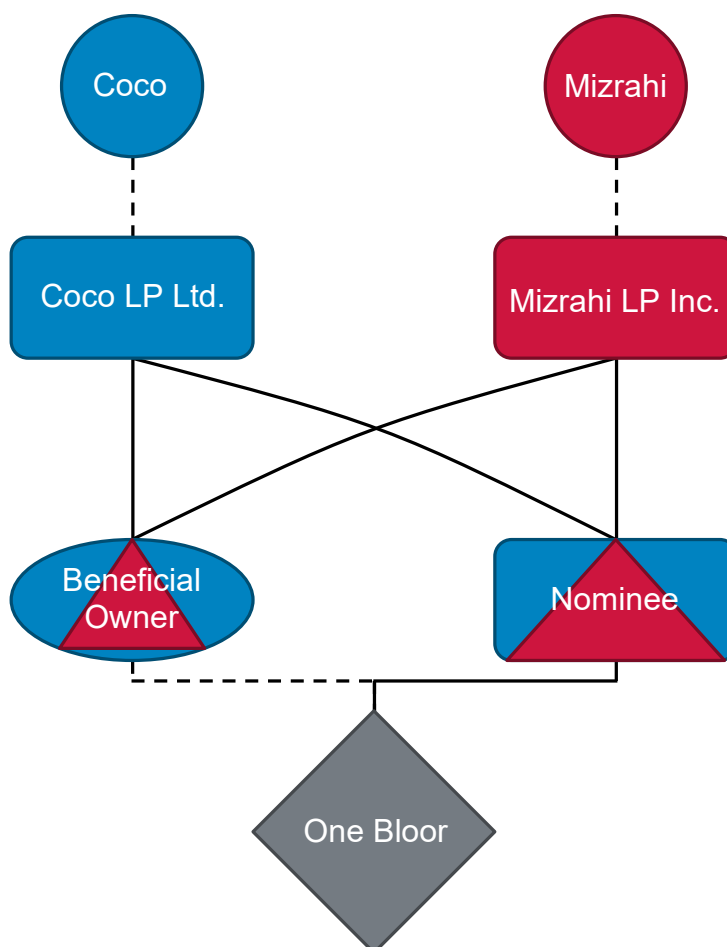 Coco
Mizrahi
Coco LP Ltd.
Mizrahi LP Inc.
Beneficial
Owner
Nominee
One Bloor